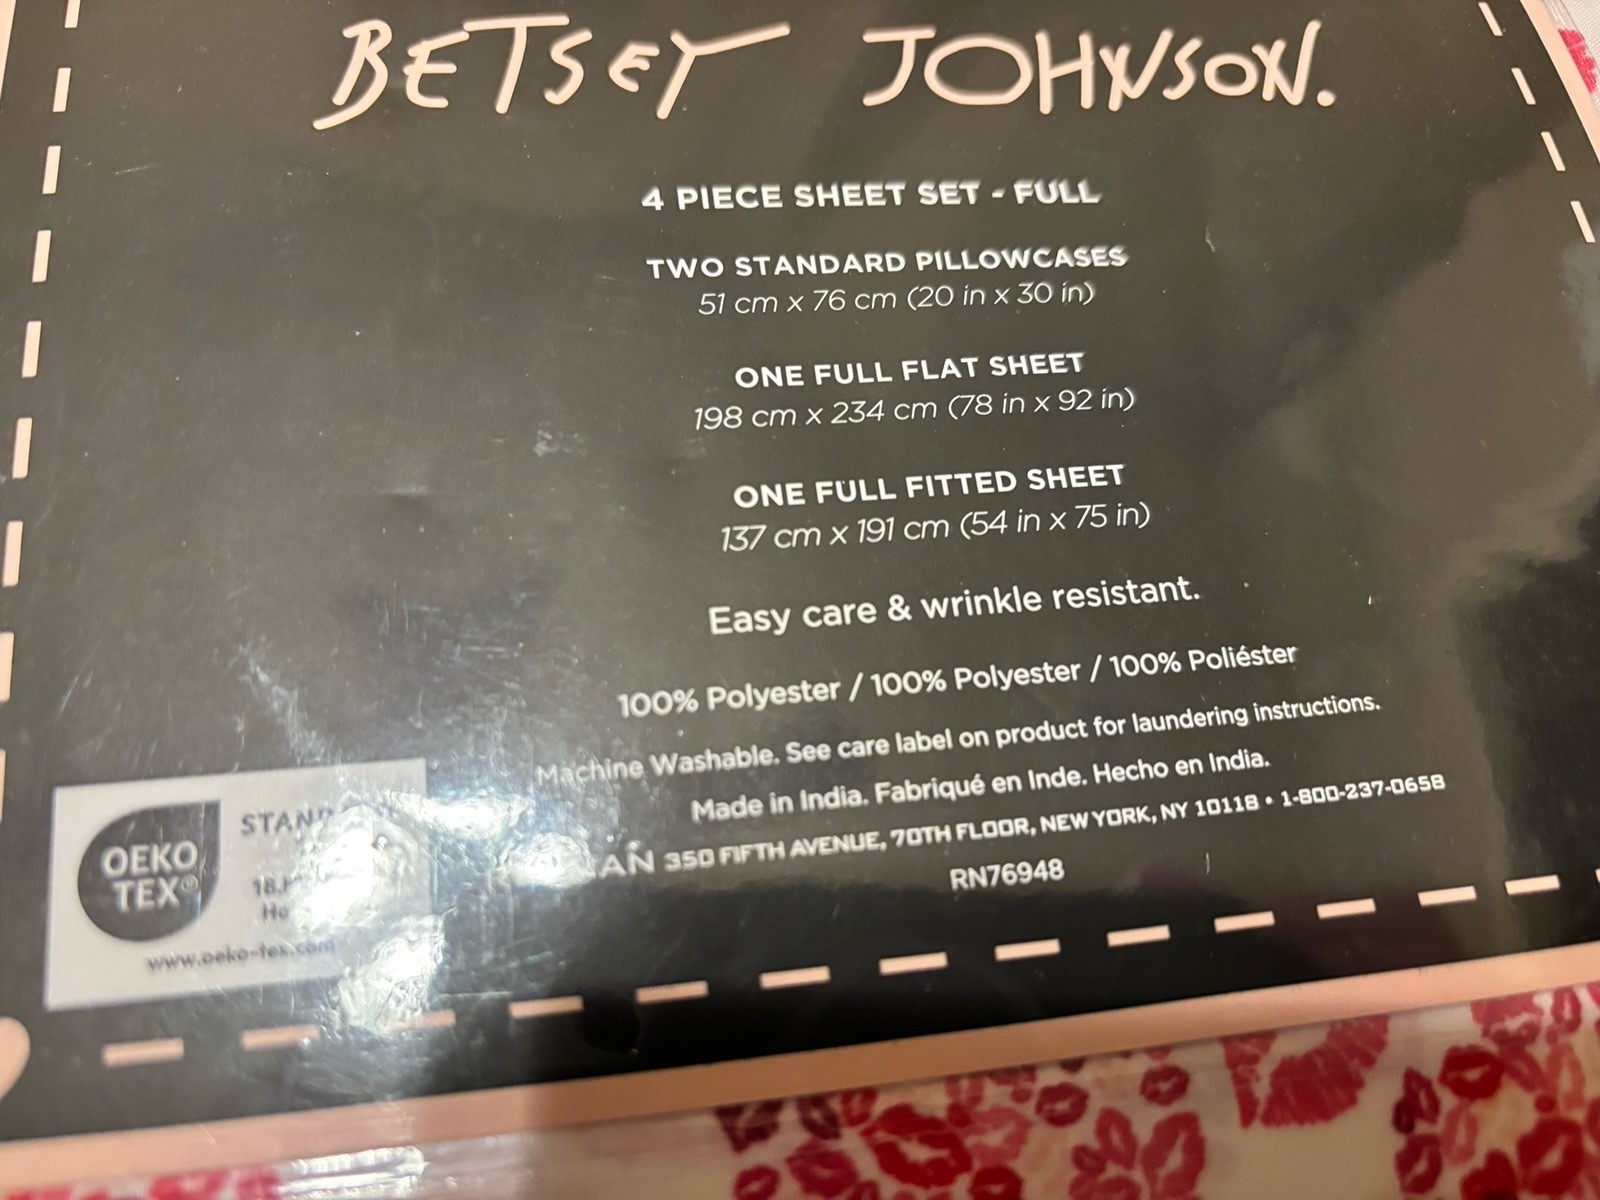 BETSEY JOHNSON.
4 PIECE SHEET SET - FULL
TWO STANDARD PILLOWCASES
51 cm x 76 cm (20 in x 30 in)
ONE FULL FLAT SHEET
198 cm x 234 cm (78 in x 92 in)
ONE FULL FITTED SHEET
137 cm x 191 cm (54 in x 75 in)
Easy care & wrinkle resistant.
100% Polyester / 100% Polyester / 100% Poliéster
Machine Washable. See care label on product for laundering instructions.
Made in India. Fabriqué en Inde. Hecho en India.
350 FIFTH AVENUE, 70TH FLOOR, NEW YORK, NY 10118 • 1-800-237-0658
RN76948
OEKO
TEX®
www.oeko-tex.com